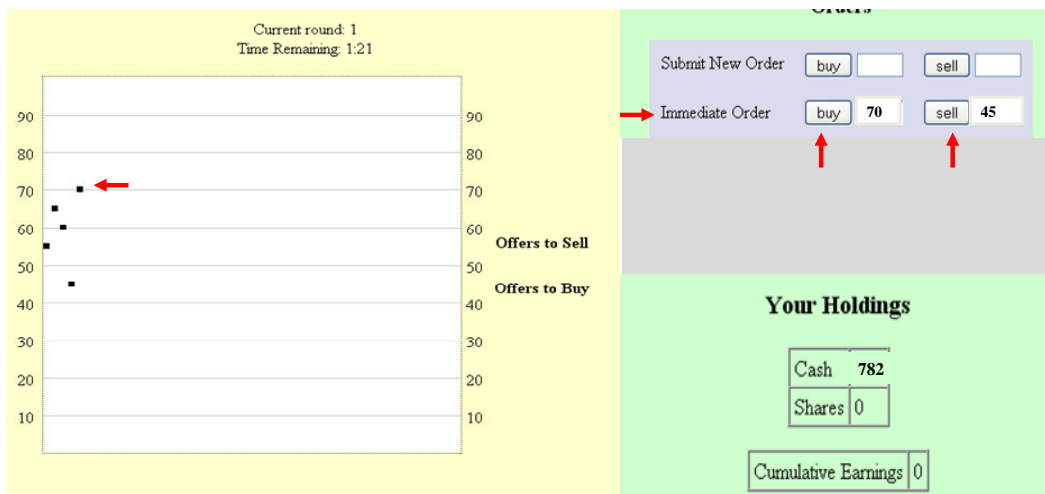 Current round: 1
Time Remaining: 1:21
90
80
70
60
50
40
30
20
10
90
80
70
60
50
40
30
20
10
Offers to Sell
Offers to Buy
Orders
Submit New Order buy sell
Immediate Order buy 70 sell 45
Your Holdings
Cash 782
Shares 0
Cumulative Earnings 0